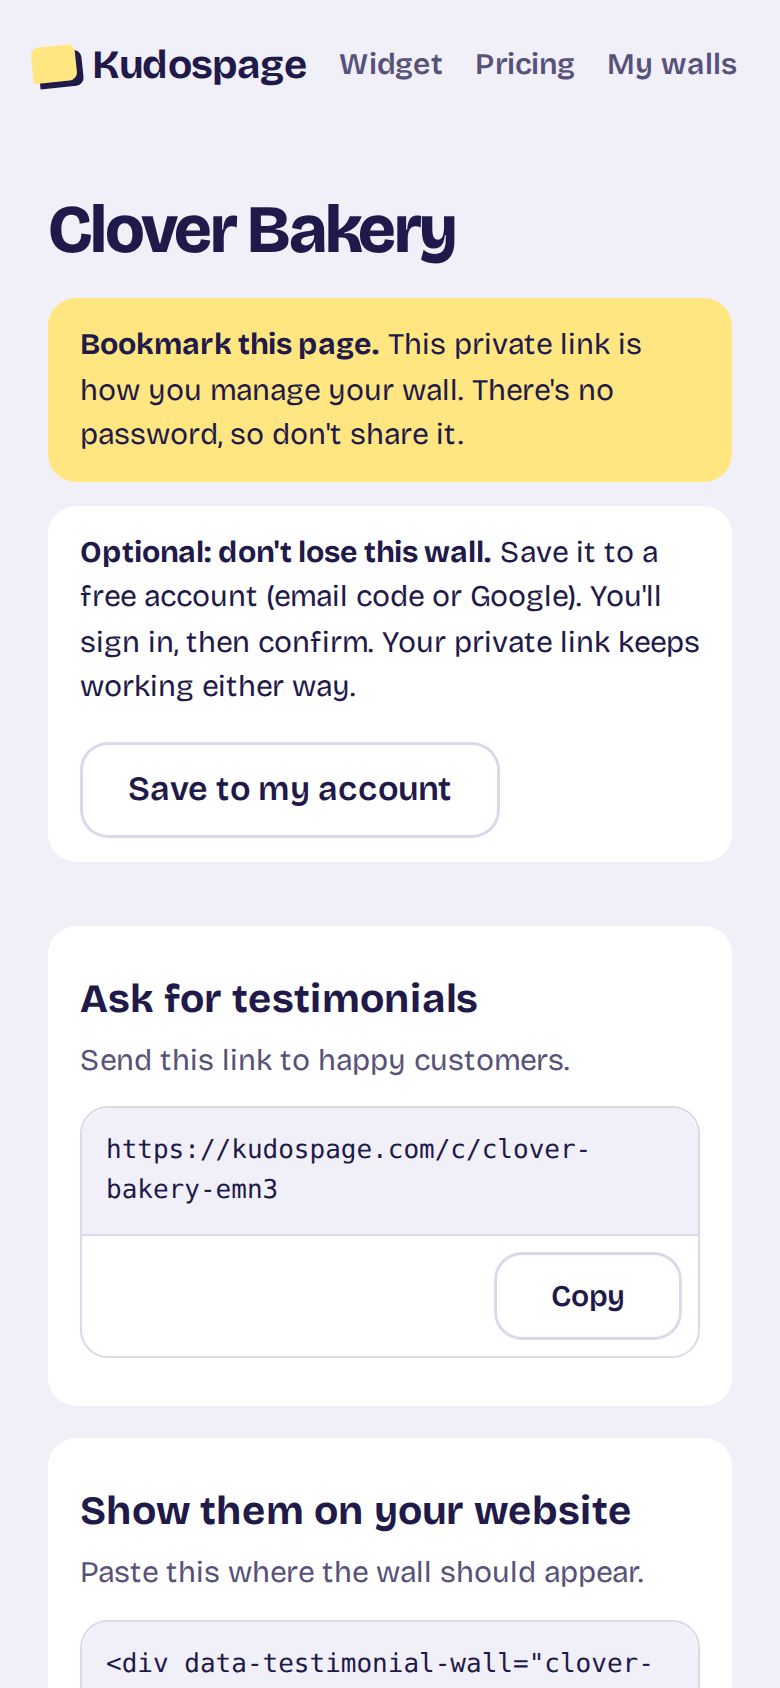 Kudospage Widget Pricing My walls
Clover Bakery
Bookmark this page. This private link is
how you manage your wall. There's no
password, so don't share it.
Optional: don't lose this wall. Save it to a
free account (email code or Google). You'll
sign in, then confirm. Your private link keeps
working either way.
Save to my account
Ask for testimonials
Send this link to happy customers.
https://kudospage.com/c/clover-
bakery-emn3
Copy
Show them on your website
Paste this where the wall should appear.
<div data-testimonial-wall="clover-